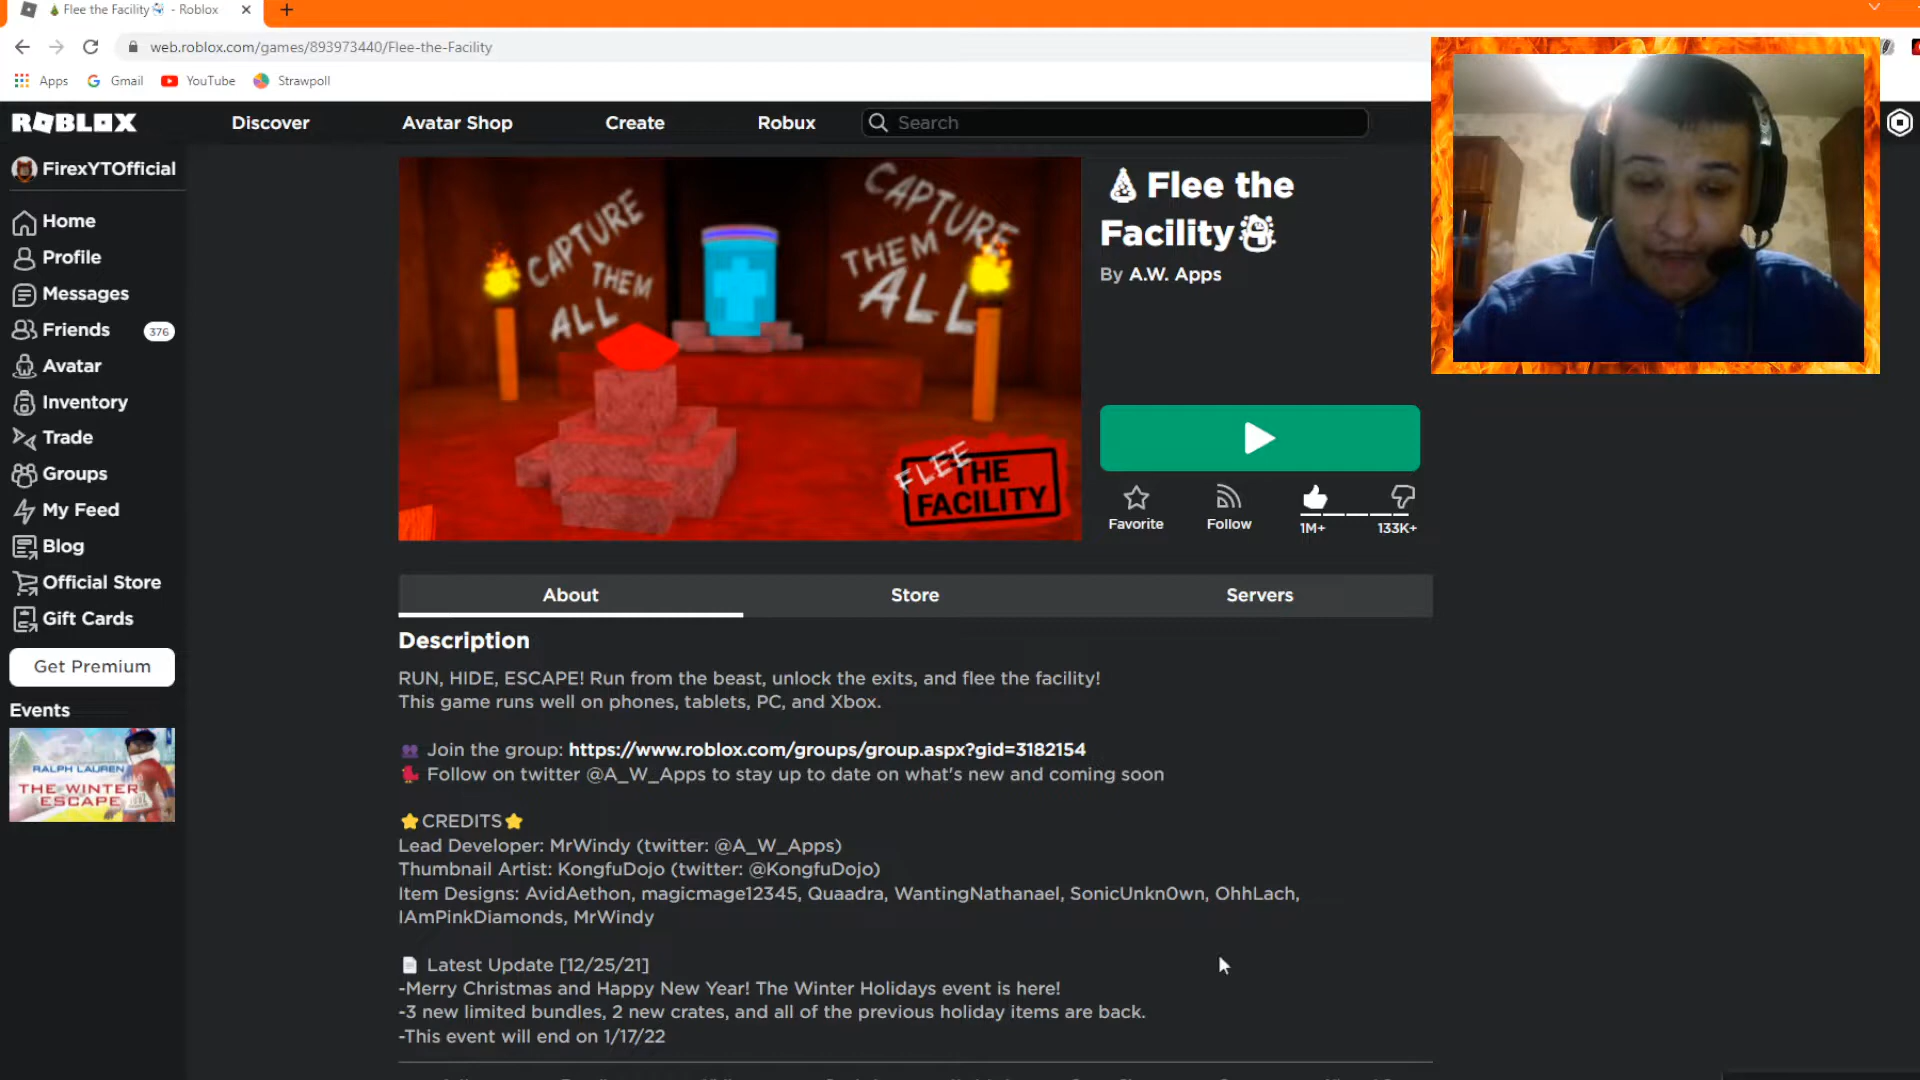 Flee the Facility - Roblox
web.roblox.com/games/893973440/Flee-the-Facility
Apps
Gmail
YouTube
Strawpoll
ROBLOX
Discover
Avatar Shop
Create
Robux
Search
FirexYTOfficial
Home
Profile
Messages
Friends
376
Avatar
Inventory
Trade
Groups
My Feed
Blog
Official Store
Gift Cards
Get Premium
Events
RALPH LAUREN
THE WINTER
ESCAPE
CAPTURE
THEM
ALL
CAPTURE
THEM
ALL
FLEE
THE
FACILITY
Flee the
Facility
By A.W. Apps
Favorite
Follow
1M+
133K+
About
Store
Servers
Description
RUN, HIDE, ESCAPE! Run from the beast, unlock the exits, and flee the facility!
This game runs well on phones, tablets, PC, and Xbox.
Join the group: https://www.roblox.com/groups/group.aspx?gid=3182154
Follow on twitter @A_W_Apps to stay up to date on what's new and coming soon
CREDITS
Lead Developer: MrWindy (twitter: @A_W_Apps)
Thumbnail Artist: KongfuDojo (twitter: @KongfuDojo)
Item Designs: AvidAethon, magicmage12345, Quaadra, WantingNathanael, SonicUnkn0wn, OhhLach,
IAmPinkDiamonds, MrWindy
Latest Update [12/25/21]
-Merry Christmas and Happy New Year! The Winter Holidays event is here!
-3 new limited bundles, 2 new crates, and all of the previous holiday items are back.
-This event will end on 1/17/22